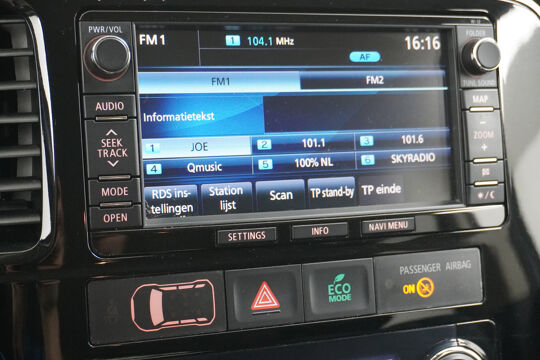 PWR/VOL
FM1
1 104.1 MHz
AF
16:16
FOLDER
TUNE SOUND
FM1
FM2
AUDIO
MAP
Informatietekst
SEEK
TRACK
ZOOM
1 JOE
2 101.1
3 101.6
4 Qmusic
5 100% NL
6 SKYRADIO
MODE
RDS ins-
tellingen
Station
lijst
Scan
TP stand-by
TP einde
OPEN
SETTINGS
INFO
NAVI MENU
ECO
MODE
PASSENGER AIRBAG
ON